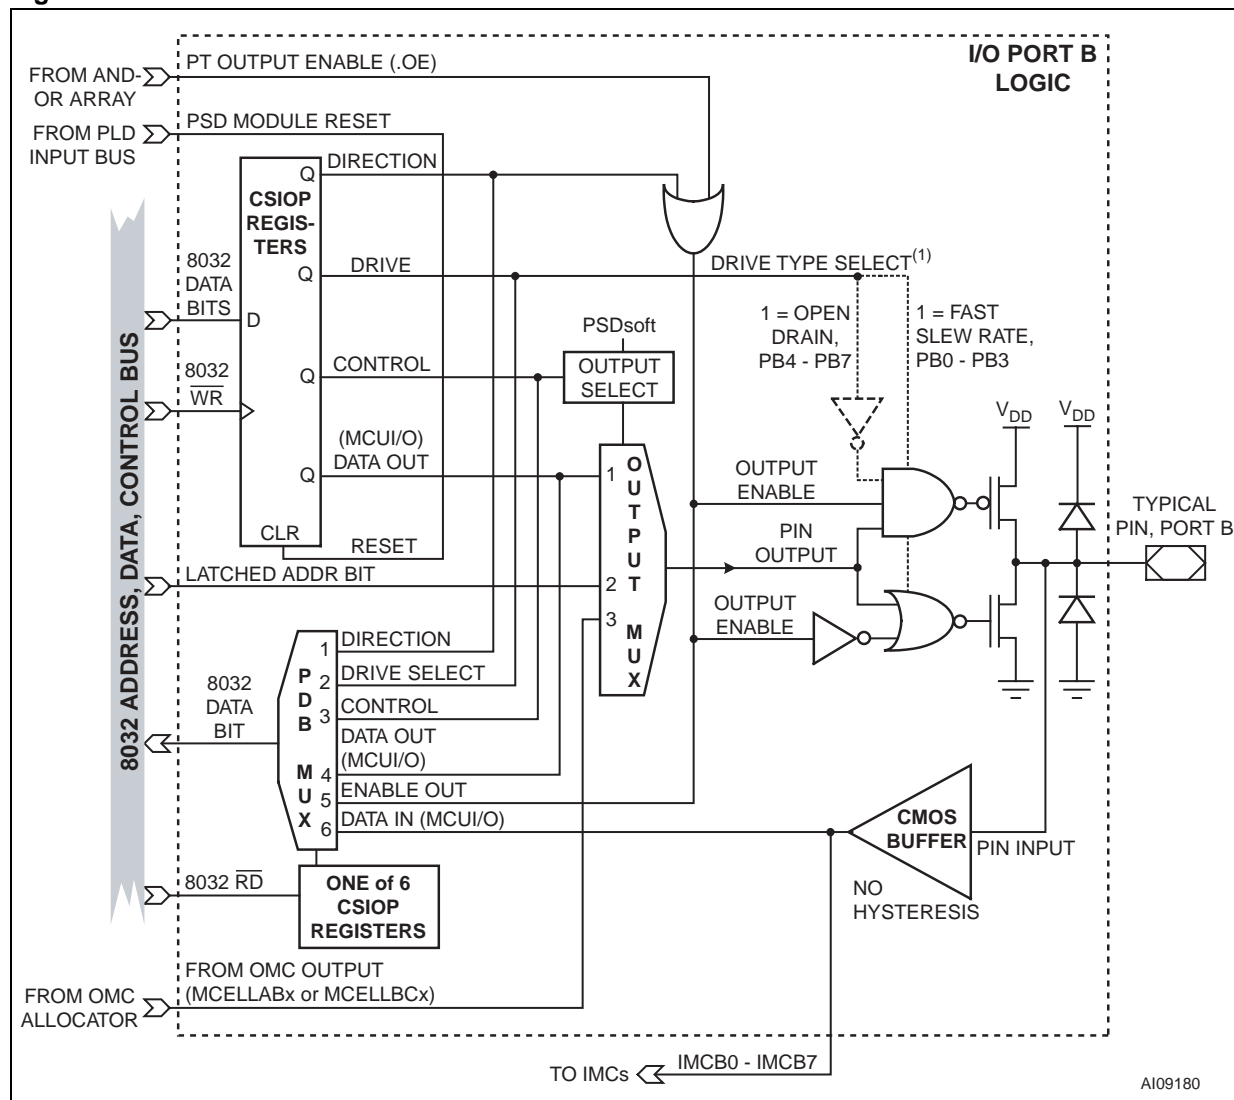 I/O PORT B
LOGIC
FROM AND-
OR ARRAY
PT OUTPUT ENABLE (.OE)
FROM PLD
INPUT BUS
PSD MODULE RESET
8032 ADDRESS, DATA, CONTROL BUS
CSIOP
REGIS-
TERS
Q
DIRECTION
Q
DRIVE
DRIVE TYPE SELECT(1)
8032
DATA
BITS
D
1 = OPEN
DRAIN,
PB4 - PB7
1 = FAST
SLEW RATE,
PB0 - PB3
PSDsoft
OUTPUT
SELECT
Q
CONTROL
8032
WR
(MCUI/O)
DATA OUT
Q
CLR
RESET
LATCHED ADDR BIT
1
2
3
OUTPUT MUX
OUTPUT
ENABLE
PIN
OUTPUT
OUTPUT
ENABLE
VDD
VDD
TYPICAL
PIN, PORT B
PDB MUX
1
DIRECTION
2
DRIVE SELECT
3
CONTROL
DATA OUT
(MCUI/O)
4
5
ENABLE OUT
6
DATA IN (MCUI/O)
8032
DATA
BIT
CMOS
BUFFER
PIN INPUT
NO
HYSTERESIS
8032 RD
ONE of 6
CSIOP
REGISTERS
FROM OMC OUTPUT
(MCELLABx or MCELLBCx)
FROM OMC
ALLOCATOR
TO IMCs
IMCB0 - IMCB7
AI09180